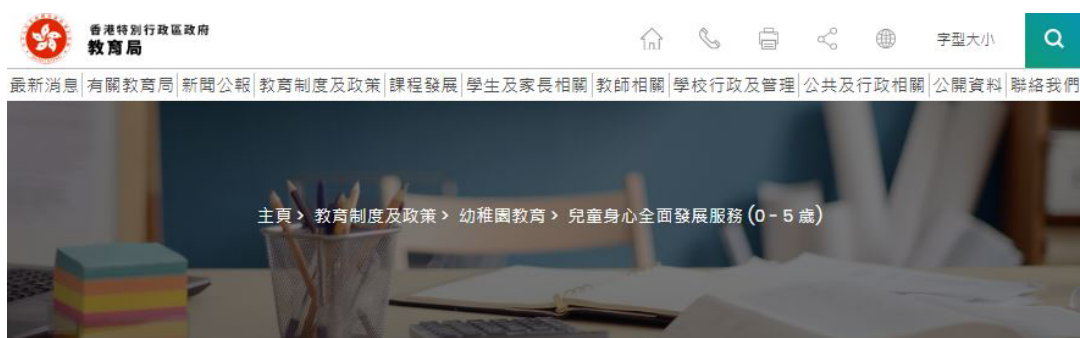 香港特別行政區政府
教育局
字型大小
最新消息 有關教育局 新聞公報 教育制度及政策 課程發展 學生及家長相關 教師相關 學校行政及管理 公共及行政相關 公開資料 聯絡我們
主頁 > 教育制度及政策 > 幼稚園教育 > 兒童身心全面發展服務 (0 - 5 歲)